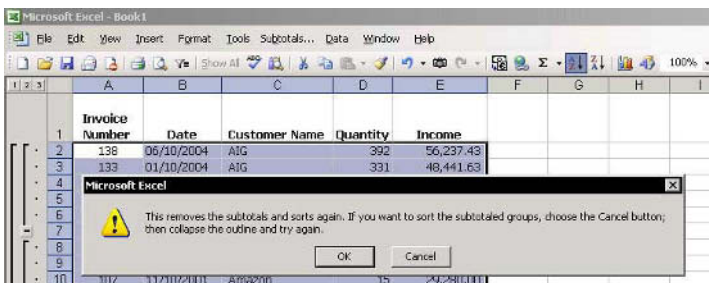 Microsoft Excel - Book1
File Edit View Insert Format Tools Subtotals... Data Window Help
Show All 100%
1 2 3 A B C D E F G H I
Invoice
1 Number Date Customer Name Quantity Income
2 138 06/10/2004 AIG 392 56,237.43
3 133 01/10/2004 AIG 331 48,441.63
4
Microsoft Excel
5
6
This removes the subtotals and sorts again. If you want to sort the subtotaled groups, choose the Cancel button;
7
then collapse the outline and try again.
8
9
OK Cancel
10 Amazon 15